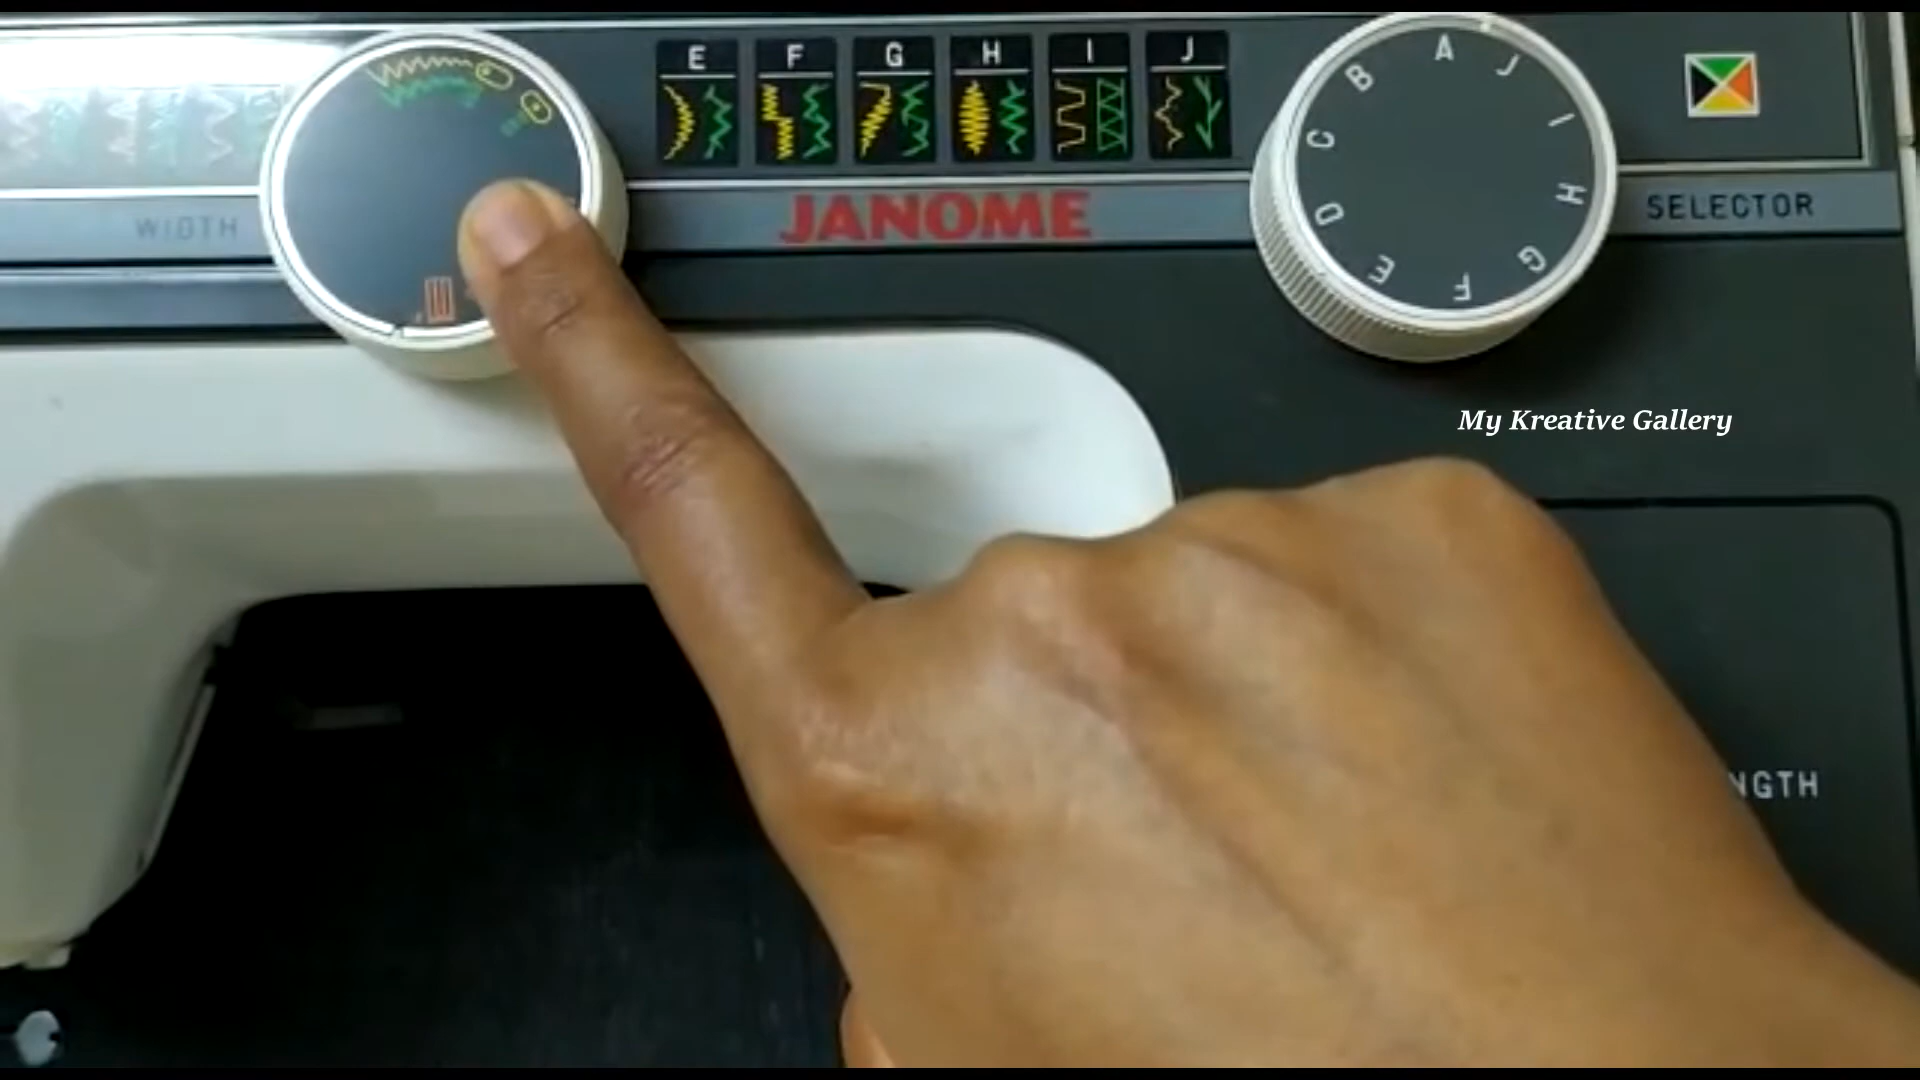 E F G H I J
A
B
C
D
E
F
G
H
I
J
WIDTH
JANOME
SELECTOR
My Kreative Gallery
NGTH